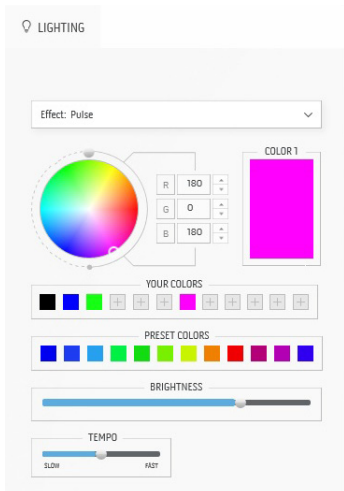 LIGHTING
Effect: Pulse
COLOR 1
R 180
G 0
B 180
YOUR COLORS
PRESET COLORS
BRIGHTNESS
TEMPO
SLOW FAST